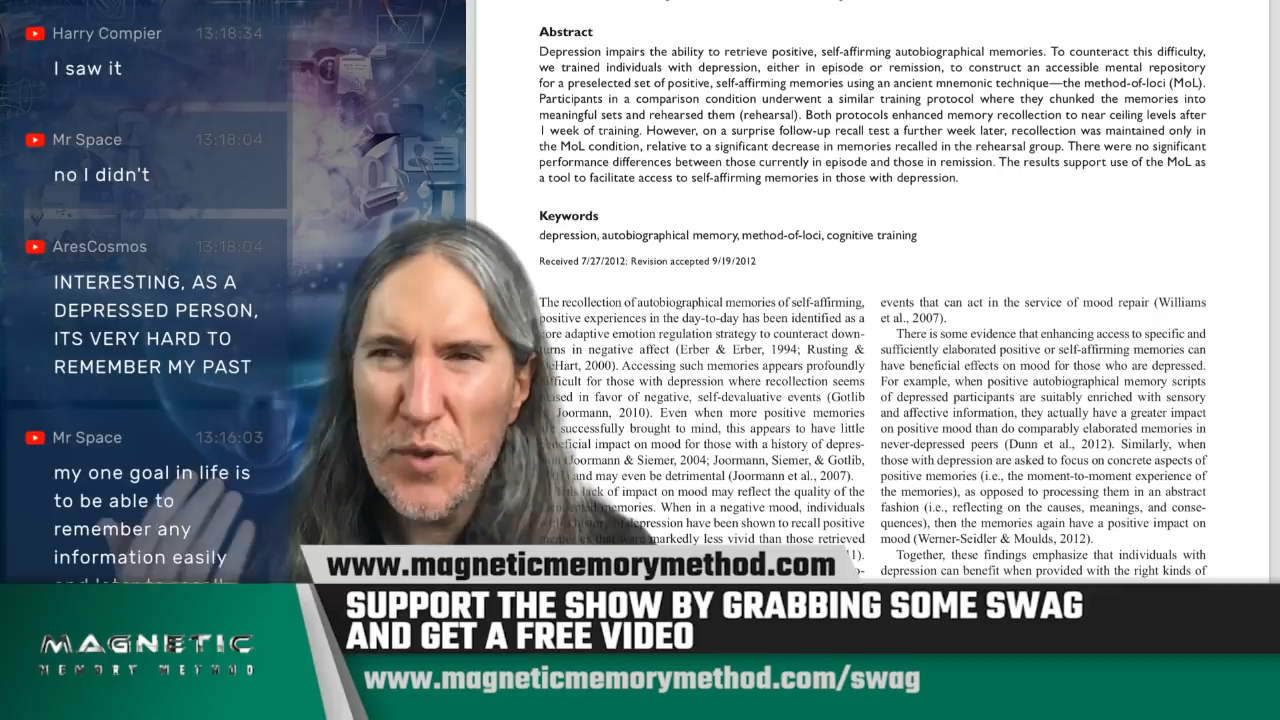 Harry Compier 13:18:34
I saw it
Mr Space 13:18:04
no I didn't
AresCosmos 13:18:04
INTERESTING, AS A
DEPRESSED PERSON,
ITS VERY HARD TO
REMEMBER MY PAST
Mr Space 13:16:03
my one goal in life is
to be able to
remember any
information easily
Abstract
Depression impairs the ability to retrieve positive, self-affirming autobiographical memories. To counteract this difficulty,
we trained individuals with depression, either in episode or remission, to construct an accessible mental repository
for a preselected set of positive, self-affirming memories using an ancient mnemonic technique—the method-of-loci (MoL).
Participants in a comparison condition underwent a similar training protocol where they chunked the memories into
meaningful sets and rehearsed them (rehearsal). Both protocols enhanced memory recollection to near ceiling levels after
1 week of training. However, on a surprise follow-up recall test a further week later, recollection was maintained only in
the MoL condition, relative to a significant decrease in memories recalled in the rehearsal group. There were no significant
performance differences between those currently in episode and those in remission. The results support use of the MoL as
a tool to facilitate access to self-affirming memories in those with depression.
Keywords
depression, autobiographical memory, method-of-loci, cognitive training
Received 7/27/2012; Revision accepted 9/19/2012
The recollection of autobiographical memories of self-affirming,
positive experiences in the day-to-day has been identified as a
core adaptive emotion regulation strategy to counteract down-
turns in negative affect (Erber & Erber, 1994; Rusting &
DeHart, 2000). Accessing such memories appears profoundly
difficult for those with depression where recollection seems
in favor of negative, self-devaluative events (Gotlib
Joormann, 2010). Even when more positive memories
successfully brought to mind, this appears to have little
beneficial impact on mood for those with a history of depres-
(Joormann & Siemer, 2004; Joormann, Siemer, & Gotlib,
and may even be detrimental (Joormann et al., 2007).
lack of impact on mood may reflect the quality of the
memories. When in a negative mood, individuals
depression have been shown to recall positive
markedly less vivid than those retrieved
events that can act in the service of mood repair (Williams
et al., 2007).
There is some evidence that enhancing access to specific and
sufficiently elaborated positive or self-affirming memories can
have beneficial effects on mood for those who are depressed.
For example, when positive autobiographical memory scripts
of depressed participants are suitably enriched with sensory
and affective information, they actually have a greater impact
on positive mood than do comparably elaborated memories in
never-depressed peers (Dunn et al., 2012). Similarly, when
those with depression are asked to focus on concrete aspects of
positive memories (i.e., the moment-to-moment experience of
the memories), as opposed to processing them in an abstract
fashion (i.e., reflecting on the causes, meanings, and conse-
quences), then the memories again have a positive impact on
mood (Werner-Seidler & Moulds, 2012).
Together, these findings emphasize that individuals with
depression can benefit when provided with the right kinds of
www.magneticmemorymethod.com
SUPPORT THE SHOW BY GRABBING SOME SWAG
AND GET A FREE VIDEO
www.magneticmemorymethod.com/swag
MAGNETIC
MEMORY METHOD